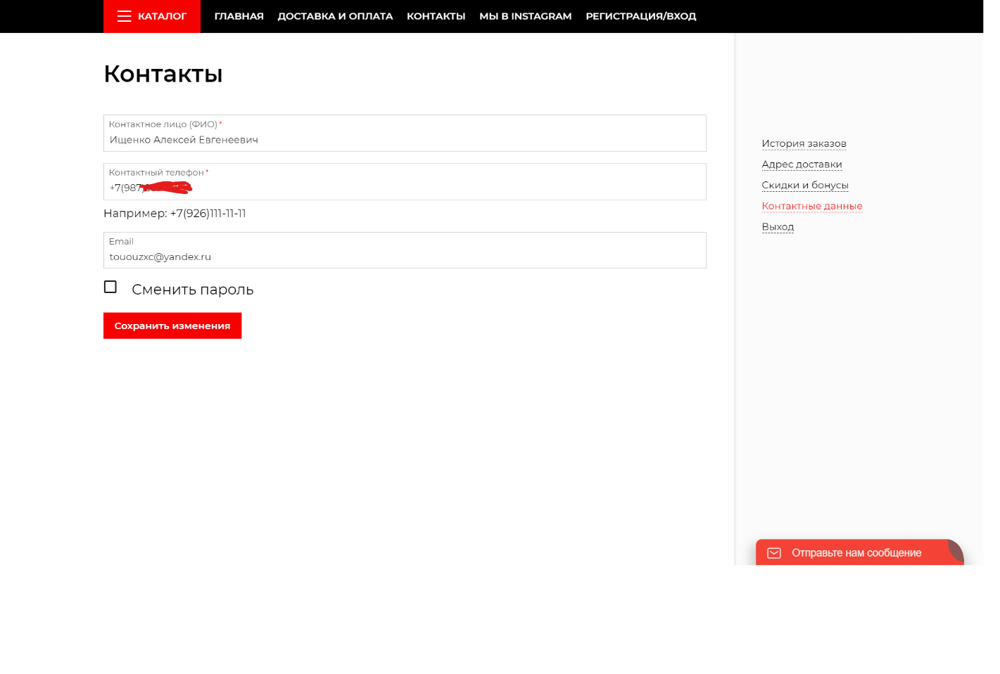 КАТАЛОГ ГЛАВНАЯ ДОСТАВКА И ОПЛАТА КОНТАКТЫ МЫ В INSTAGRAM РЕГИСТРАЦИЯ/ВХОД
Контакты
Контактное лицо (ФИО) *
Ищенко Алексей Евгенеевич
Контактный телефон *
+7(987)
Например: +7(926)111-11-11
Email
tououzxc@yandex.ru
Сменить пароль
Сохранить изменения
История заказов
Адрес доставки
Скидки и бонусы
Контактные данные
Выход
Отправьте нам сообщение